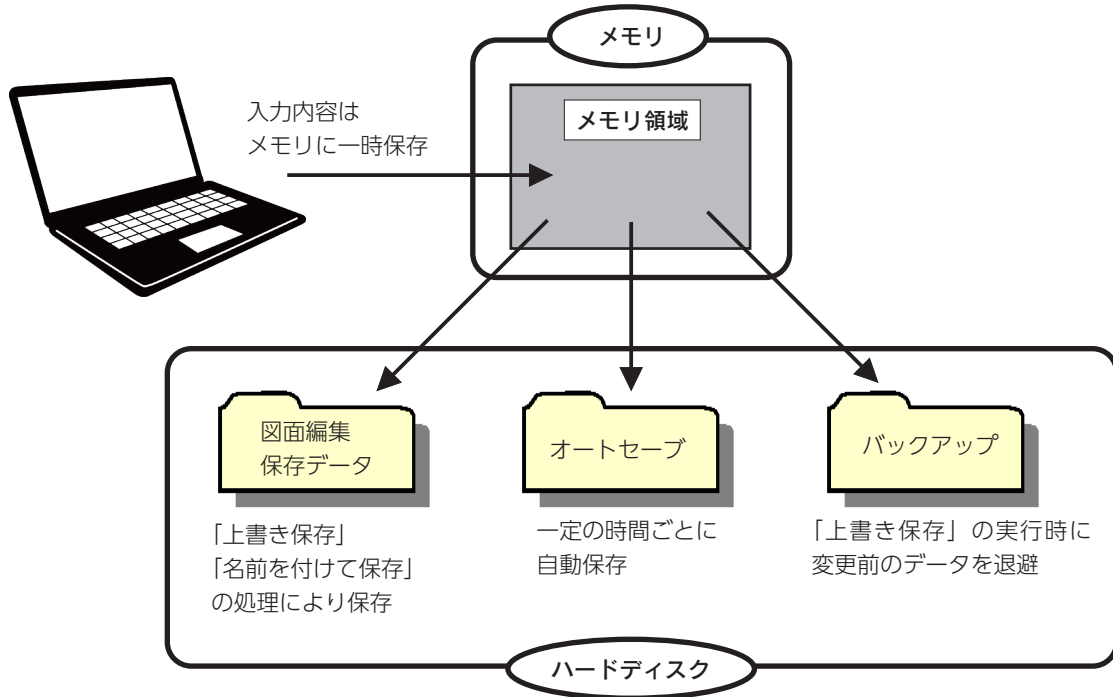 メモリ
メモリ領域
入力内容は
メモリに一時保存
図面編集
保存データ
オートセーブ
バックアップ
「上書き保存」
「名前を付けて保存」
の処理により保存
一定の時間ごとに
自動保存
「上書き保存」の実行時に
変更前のデータを退避
ハードディスク